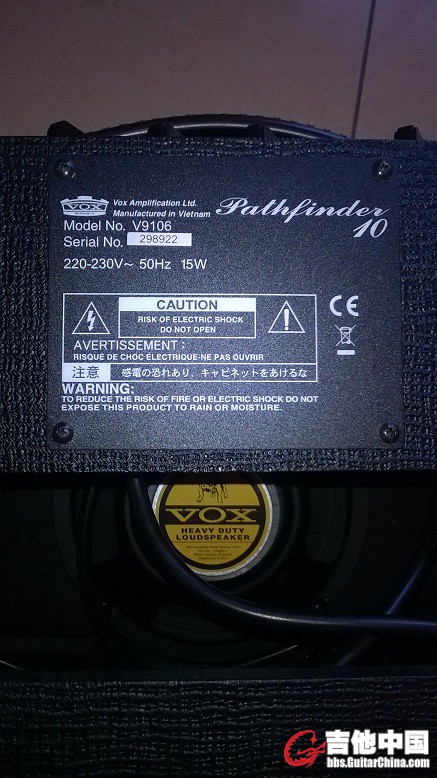 VOX
Vox Amplification Ltd.
Manufactured in Vietnam
Pathfinder
10
Model No. V9106
Serial No. 298922
220-230V~ 50Hz 15W
CAUTION
RISK OF ELECTRIC SHOCK
DO NOT OPEN
CE
AVERTISSEMENT :
RISQUE DE CHOC ÉLECTRIQUE-NE PAS OUVRIR
注意 感電の恐れあり、キャビネットをあけるな
WARNING:
TO REDUCE THE RISK OF FIRE OR ELECTRIC SHOCK DO NOT
EXPOSE THIS PRODUCT TO RAIN OR MOISTURE.
VOX
HEAVY DUTY
LOUDSPEAKER
吉他中国
bbs.GuitarChina.com